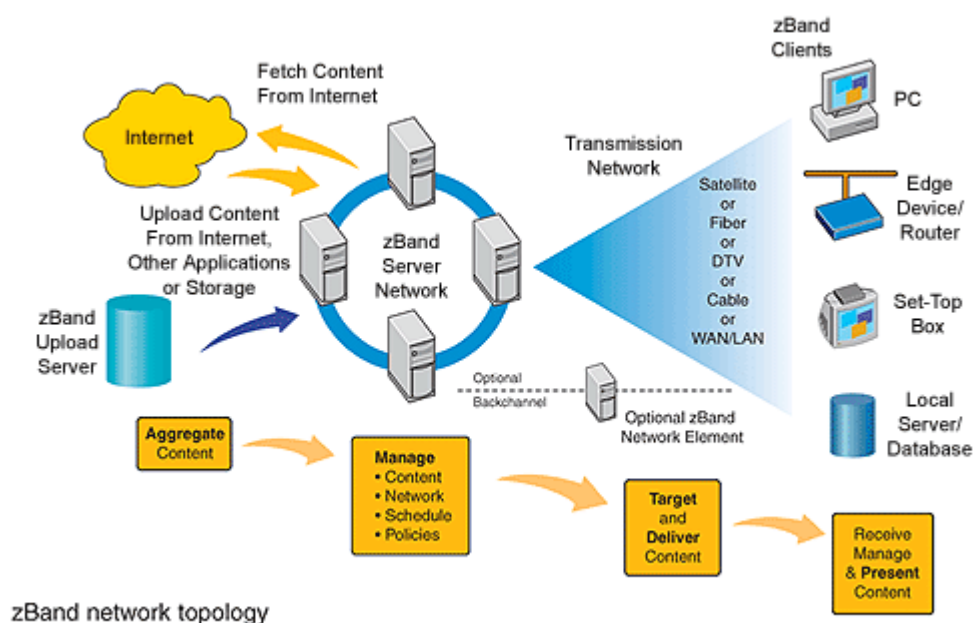 zBand
Clients
Fetch Content
From Internet
PC
Internet
Transmission
Network
Satellite
or
Fiber
or
DTV
or
Cable
or
WAN/LAN
Edge
Device/
Router
Upload Content
From Internet,
Other Applications
or Storage
zBand
Server
Network
Set-Top
Box
zBand
Upload
Server
Optional
Backchannel
Optional zBand
Network Element
Local
Server/
Database
Aggregate
Content
Manage
• Content
• Network
• Schedule
• Policies
Target
and
Deliver
Content
Receive
Manage
& Present
Content
zBand network topology